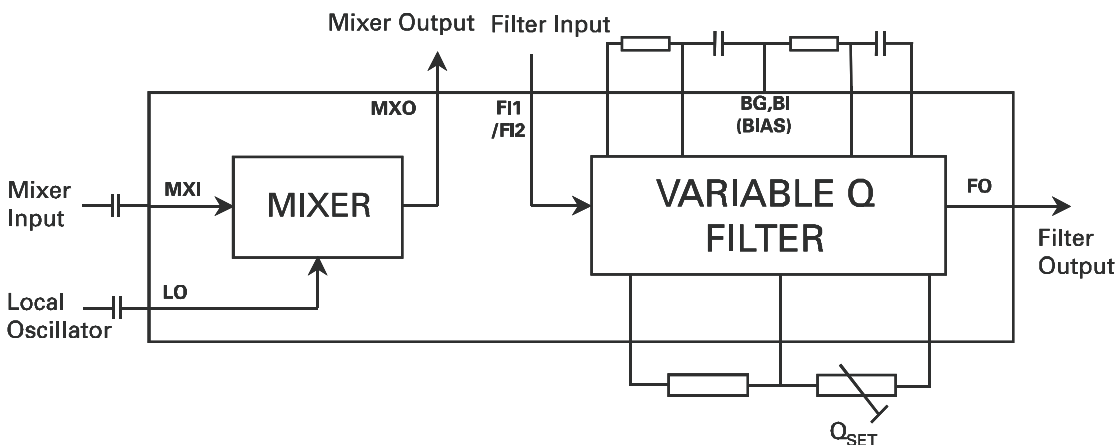 Mixer Output
Filter Input
MXO
FI1
/FI2
BG,BI
(BIAS)
Mixer
Input
MXI
MIXER
VARIABLE Q
FILTER
FO
Filter
Output
Local
Oscillator
LO
QSET